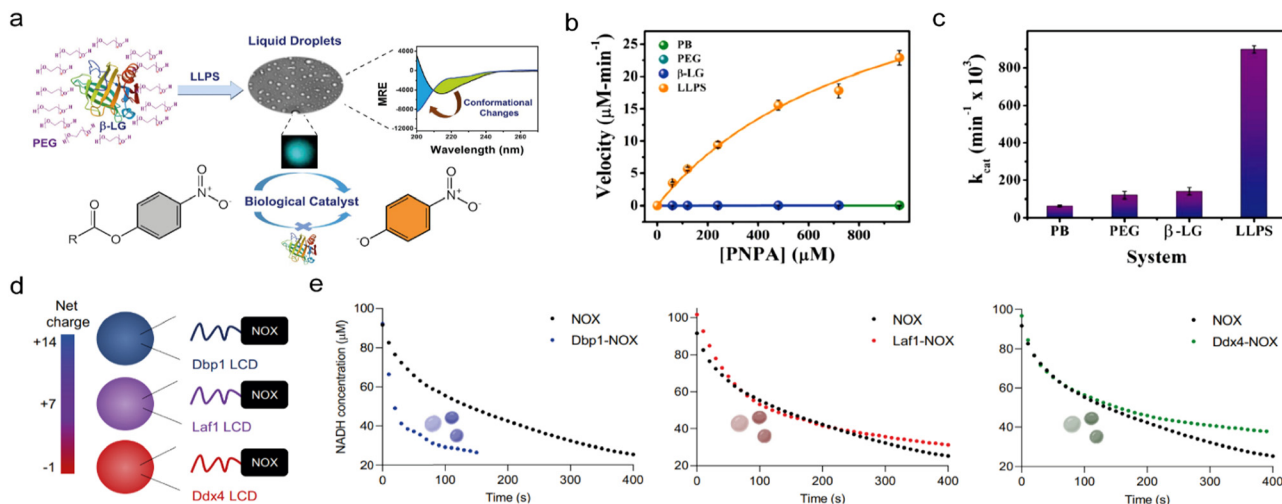 a
Liquid Droplets
LLPS
β-LG
PEG
4000
0
-4000
-8000
-12000
MRE
Conformational
Changes
200 220 240 260
Wavelength (nm)
Biological Catalyst
R
O
O
N+
O
O-
-O
N+
O
O-
b
PB
PEG
β-LG
LLPS
Velocity (μM-min⁻¹)
25
20
15
10
5
0
0 200 400 600 800
[PNPA] (μM)
c
k_cat (min⁻¹ x 10³)
800
600
400
200
0
PB PEG β-LG LLPS
System
d
Net
charge
+14
+7
-1
NOX
Dbp1 LCD
NOX
Laf1 LCD
NOX
Ddx4 LCD
e
NADH concentration (μM)
100
80
60
40
20
NOX
Dbp1-NOX
0 100 200 300 400
Time (s)
100
80
60
40
20
NOX
Laf1-NOX
0 100 200 300 400
Time (s)
100
80
60
40
20
NOX
Ddx4-NOX
0 100 200 300 400
Time (s)